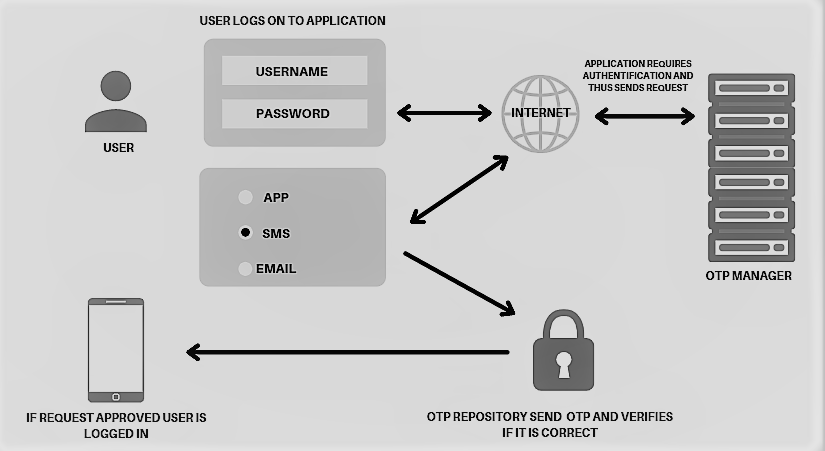 USER LOGS ON TO APPLICATION
USERNAME
PASSWORD
USER
INTERNET
APPLICATION REQUIRES
AUTHENTIFICATION AND
THUS SENDS REQUEST
OTP MANAGER
APP
SMS
EMAIL
IF REQUEST APPROVED USER IS
LOGGED IN
OTP REPOSITORY SEND OTP AND VERIFIES
IF IT IS CORRECT